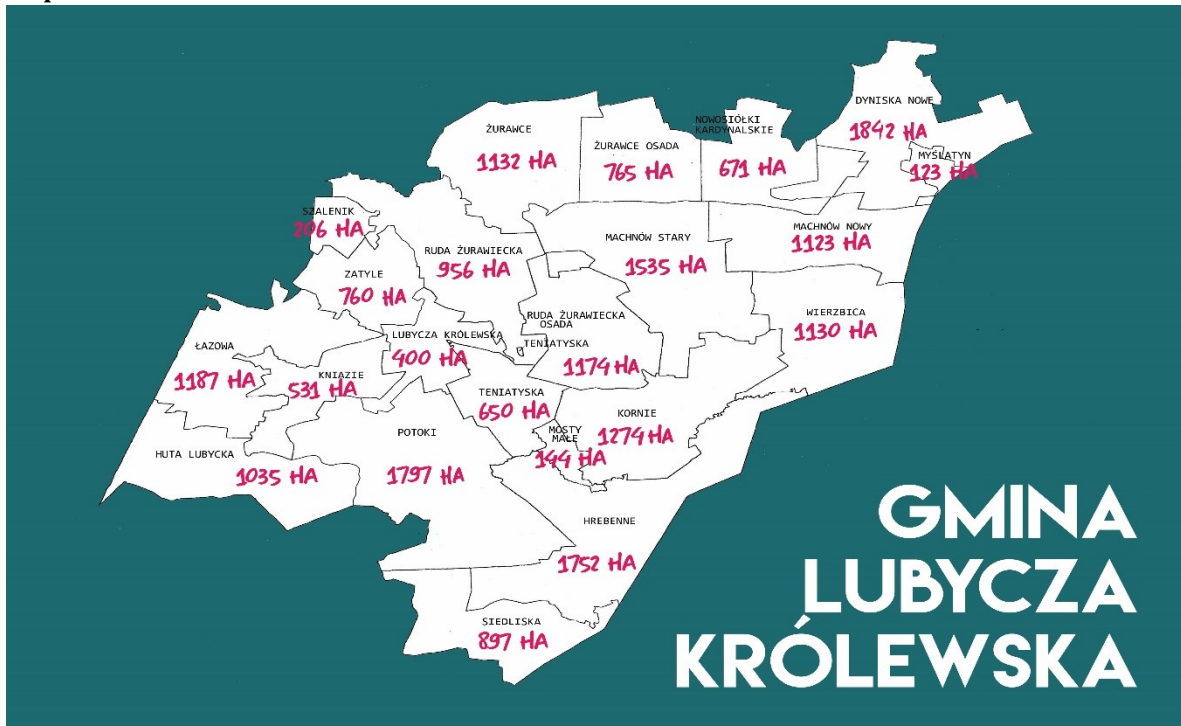 DYNISKA NOWE
1842 HA
NOWOSIÓŁKI
KARDYNALSKIE
671 HA
ŻURAWCE
1132 HA
ŻURAWCE OSADA
765 HA
MYŚLATYN
123 HA
SZALENIK
206 HA
MACHNÓW NOWY
1123 HA
MACHNÓW STARY
1535 HA
RUDA ŻURAWIECKA
956 HA
ZATYLE
760 HA
WIERZBICA
1130 HA
RUDA ŻURAWIECKA
OSADA
TENIATYSKA
1174 HA
LUBYCZA KRÓLEWSKA
400 HA
ŁAZOWA
1187 HA
KNIAZIE
531 HA
TENIATYSKA
650 HA
KORNIE
1274 HA
MOSTY
MAŁE
144 HA
POTOKI
1797 HA
HUTA LUBYCKA
1035 HA
HREBENNE
1752 HA
SIEDLISKA
897 HA
GMINA
LUBYCZA
KRÓLEWSKA